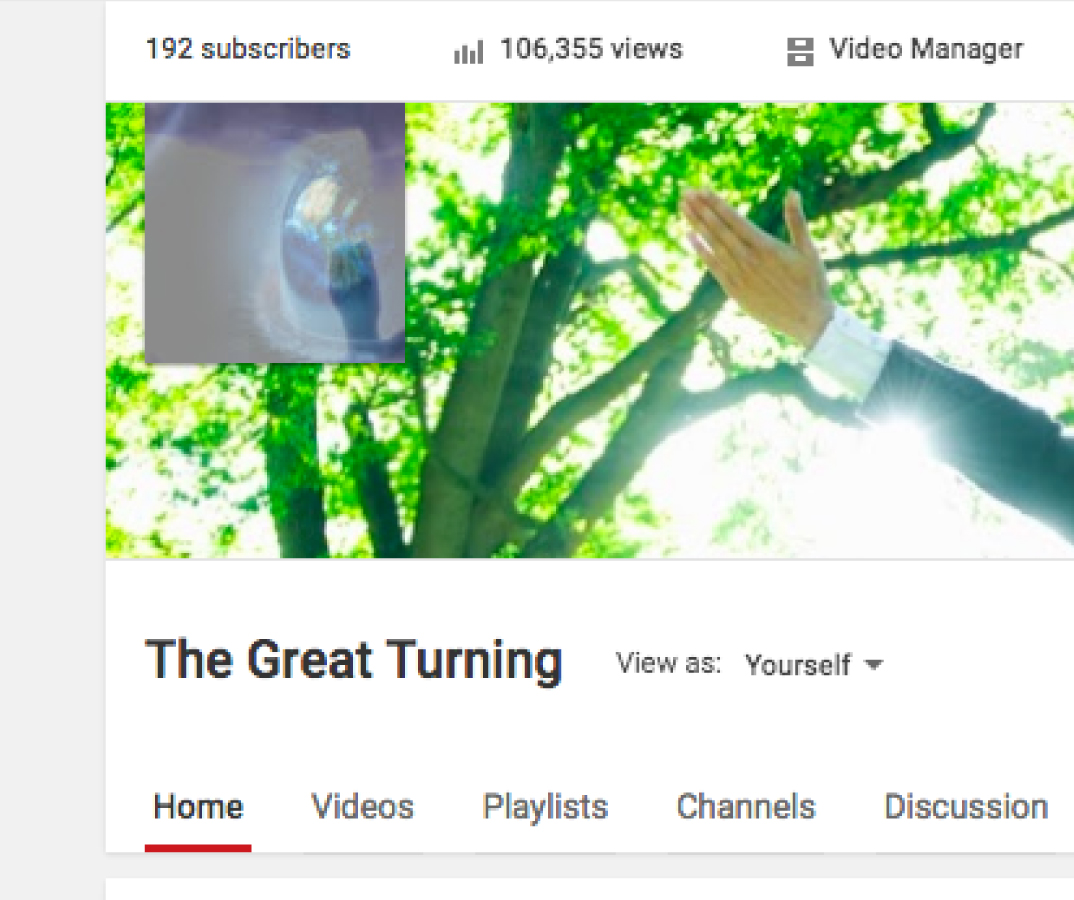 192 subscribers 106,355 views Video Manager
The Great Turning View as: Yourself
Home Videos Playlists Channels Discussion